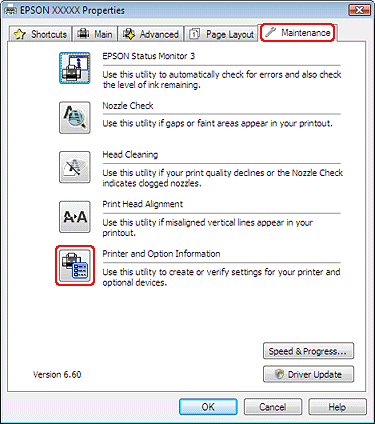 EPSON XXXXX Properties
Shortcuts Main Advanced Page Layout Maintenance
EPSON Status Monitor 3
Use this utility to automatically check for errors and also check
the level of ink remaining.
Nozzle Check
Use this utility if gaps or faint areas appear in your printout.
Head Cleaning
Use this utility if your print quality declines or the Nozzle Check
indicates clogged nozzles.
Print Head Alignment
Use this utility if misaligned vertical lines appear in your
printout.
Printer and Option Information
Use this utility to create or verify settings for your printer and
optional devices.
Speed & Progress...
Version 6.60 Driver Update
OK Cancel Help